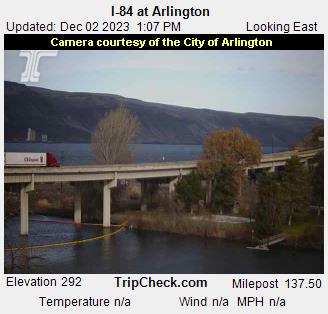 I-84 at Arlington
Updated: Dec 02 2023 1:07 PM Looking East
Camera courtesy of the City of Arlington
Elevation 292 TripCheck.com Milepost 137.50
Temperature n/a Wind n/a MPH n/a